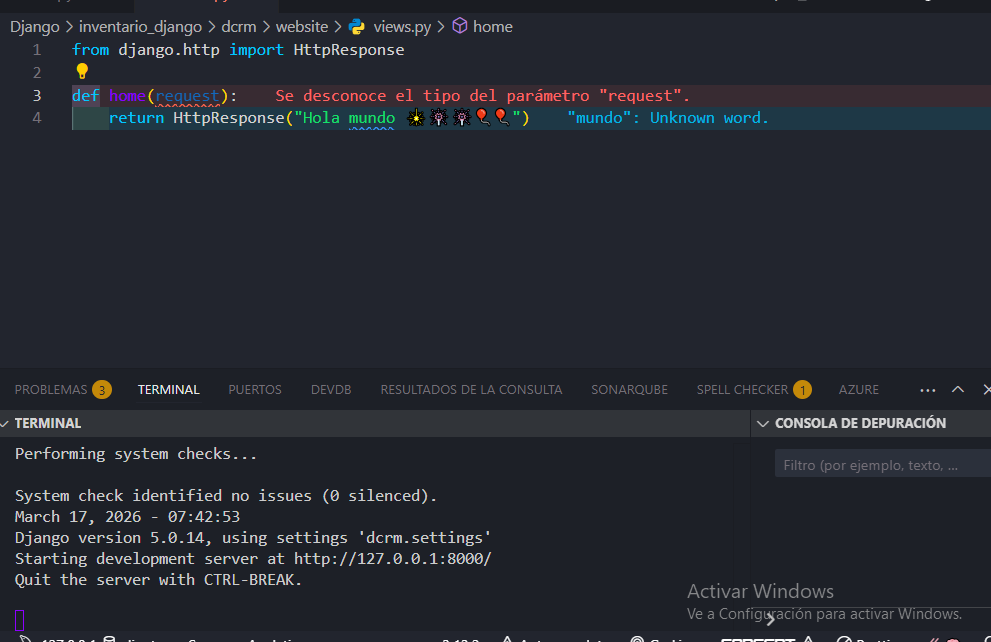 Django > inventario_django > dcrm > website > views.py > home
1 from django.http import HttpResponse
2
3 def home(request): Se desconoce el tipo del parámetro "request".
4 return HttpResponse("Hola mundo 🎇🎈🎈") "mundo": Unknown word.
PROBLEMAS 3 TERMINAL PUERTOS DEVDB RESULTADOS DE LA CONSULTA SONARQUBE SPELL CHECKER 1 AZURE ...
TERMINAL
CONSOLA DE DEPURACIÓN
Filtro (por ejemplo, texto, ...
Performing system checks...
System check identified no issues (0 silenced).
March 17, 2026 - 07:42:53
Django version 5.0.14, using settings 'dcrm.settings'
Starting development server at http://127.0.0.1:8000/
Quit the server with CTRL-BREAK.
Activar Windows
Ve a Configuración para activar Windows.